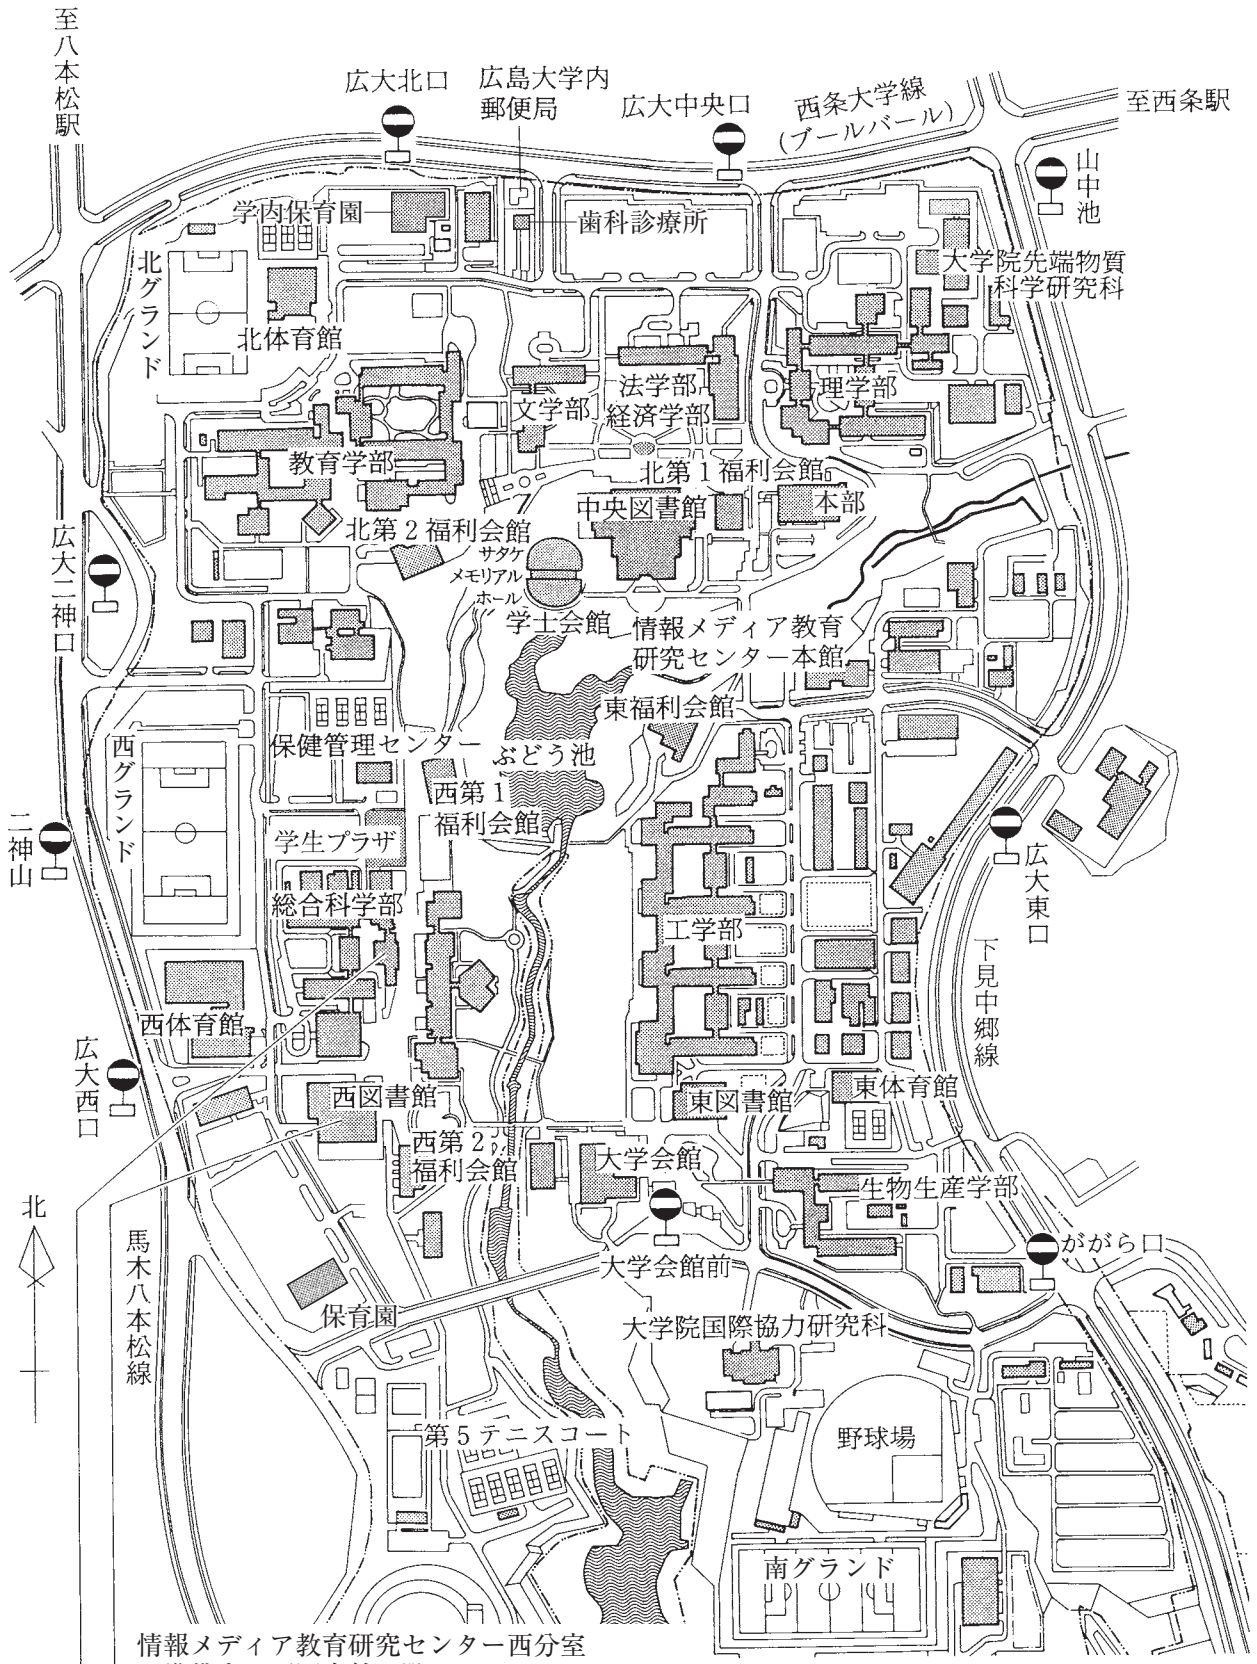 至八本松駅
広大北口
広島大学内
郵便局
広大中央口
西条大学線
(ブールバール)
至西条駅
山中池
学内保育園
歯科診療所
大学院先端物質
科学研究科
北グランド
北体育館
法学部
経済学部
文学部
理学部
教育学部
北第1福利会館
中央図書館
本部
北第2福利会館
サタケ
メモリアル
ホール
学士会館
広大二神口
情報メディア教育
研究センター本館
東福利会館
西グランド
保健管理センター
ぶどう池
西第1
福利会館
二神山
学生プラザ
広大東口
総合科学部
工学部
下見中郷線
西体育館
広大西口
西図書館
東図書館
東体育館
西第2
福利会館
大学会館
生物生産学部
北
馬木八本松線
大学会館前
ががら口
保育園
大学院国際協力研究科
第5テニスコート
野球場
南グランド
情報メディア教育研究センター西分室